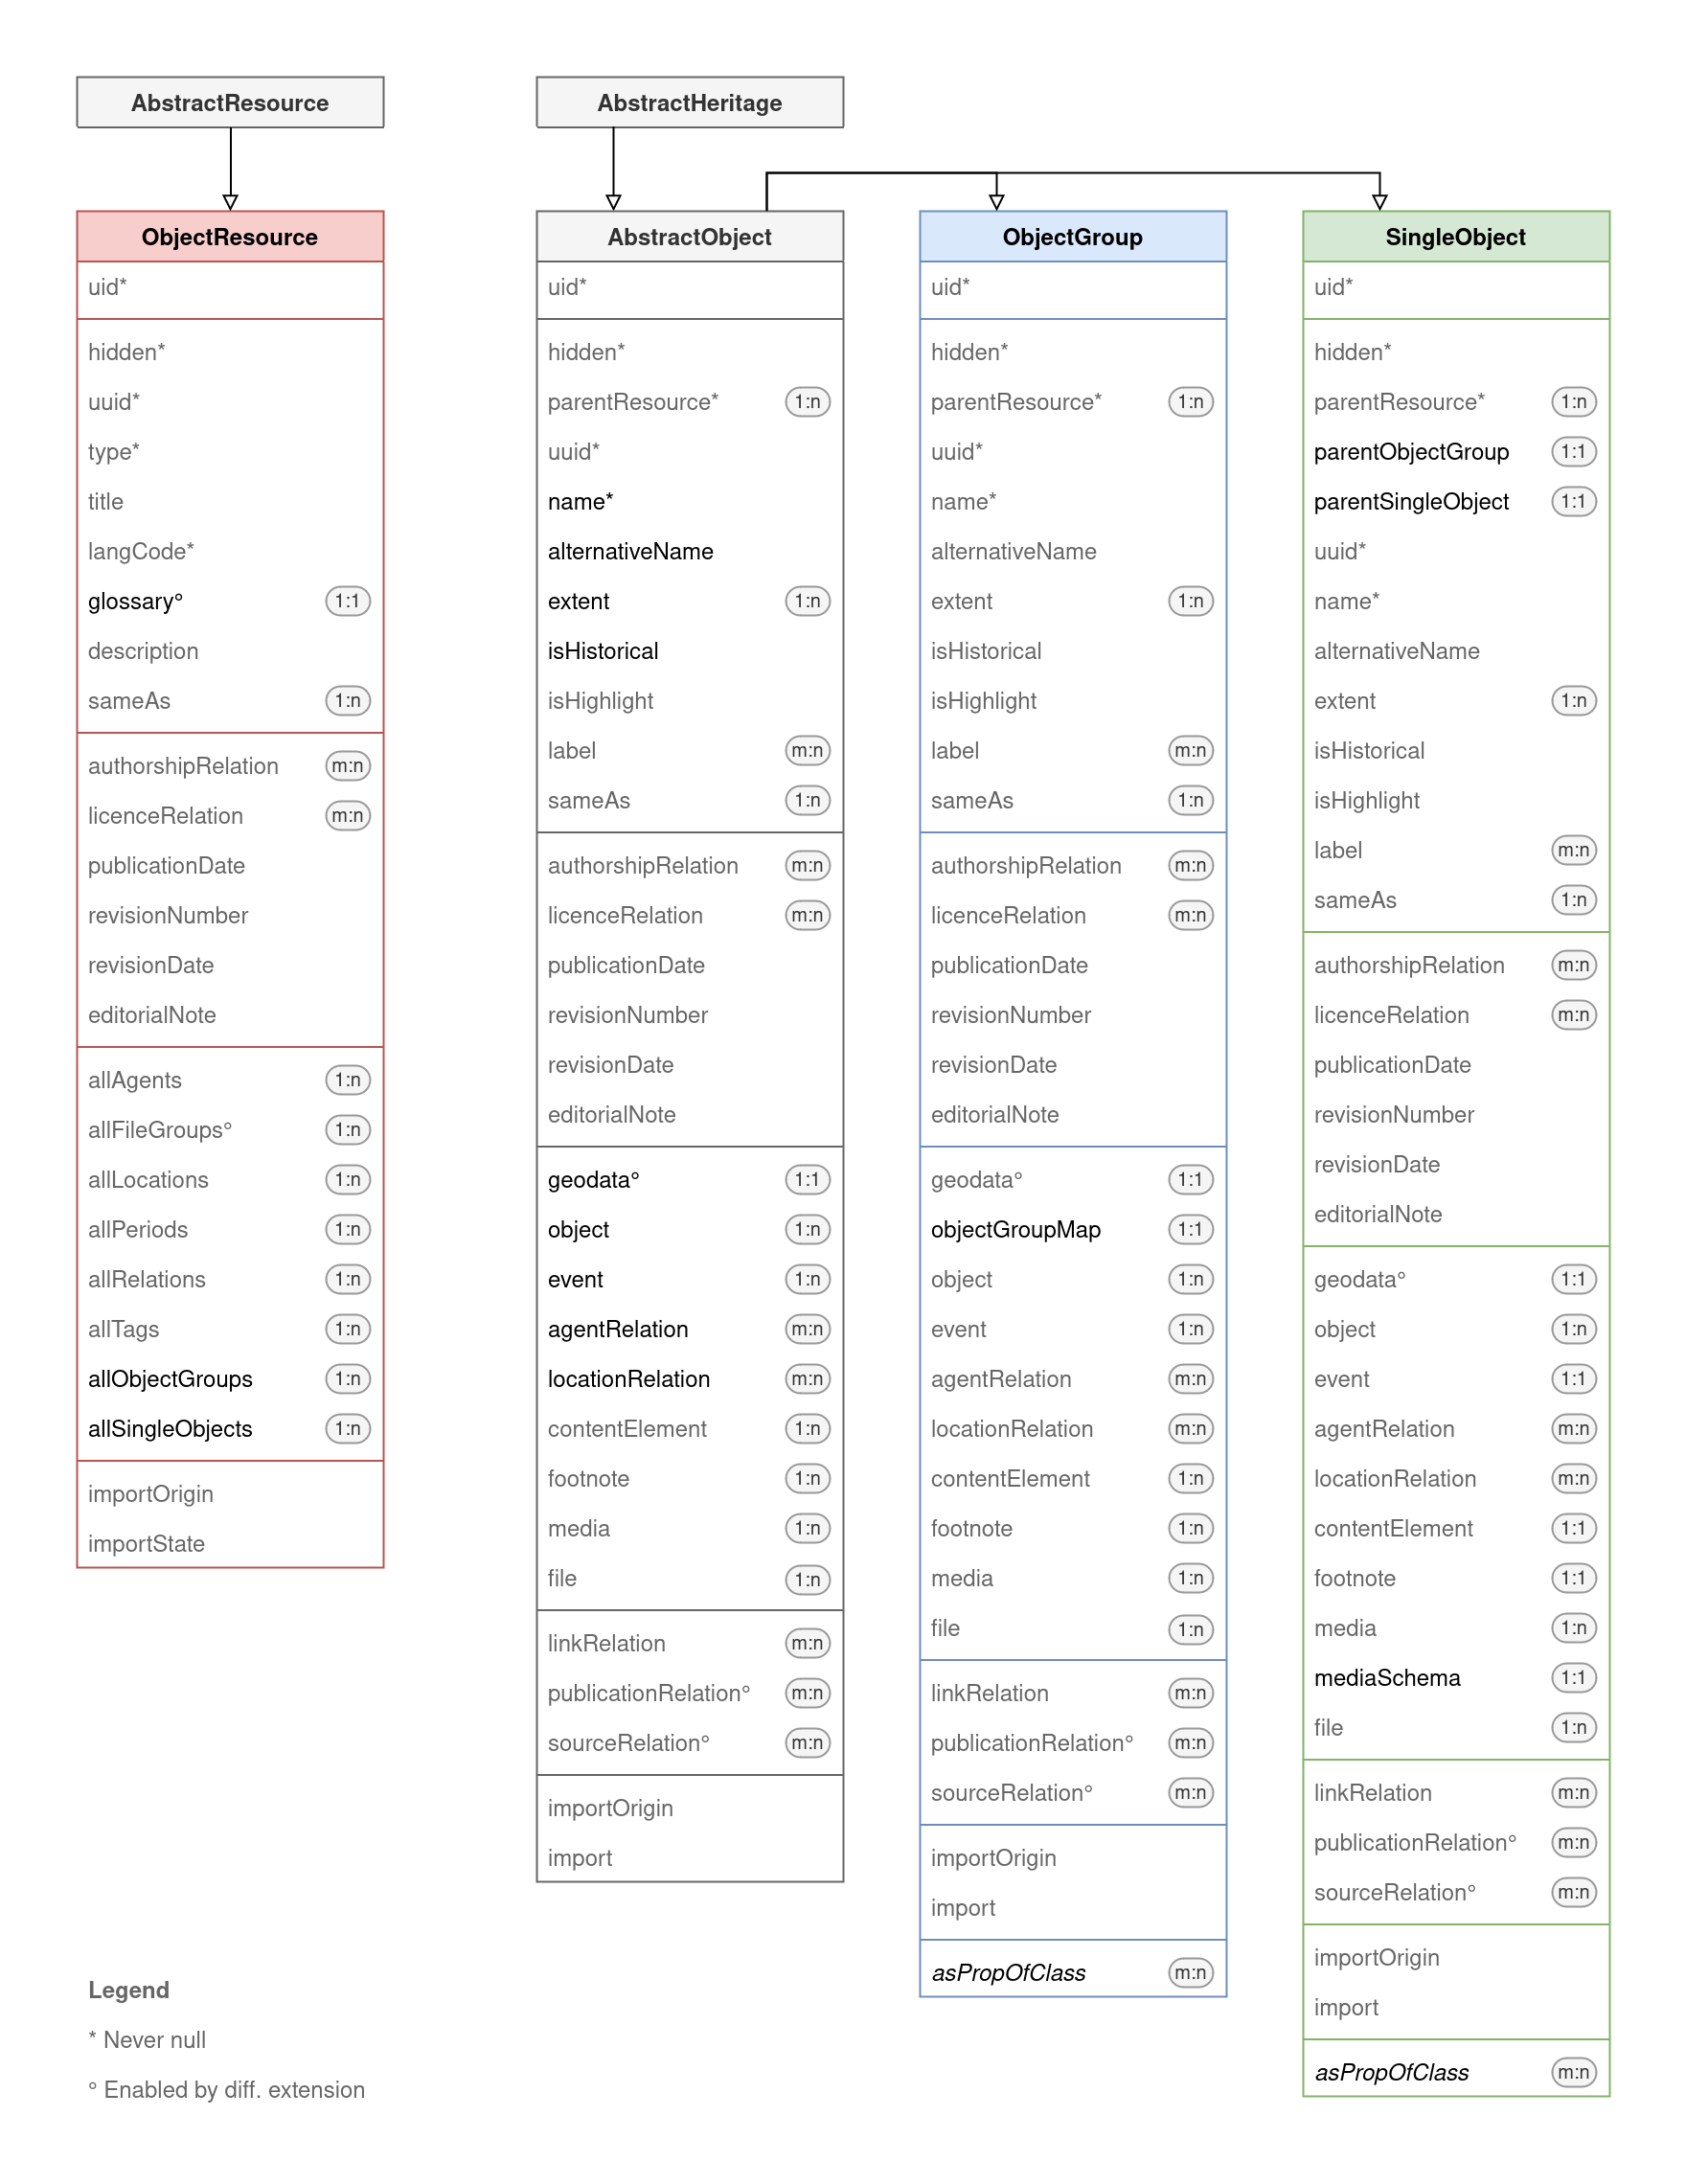 AbstractResource
ObjectResource
uid*
hidden*
uuid*
type*
title
langCode*
glossary° 1:1
description
sameAs 1:n
authorshipRelation m:n
licenceRelation m:n
publicationDate
revisionNumber
revisionDate
editorialNote
allAgents 1:n
allFileGroups° 1:n
allLocations 1:n
allPeriods 1:n
allRelations 1:n
allTags 1:n
allObjectGroups 1:n
allSingleObjects 1:n
importOrigin
importState
AbstractHeritage
AbstractObject
uid*
hidden*
parentResource* 1:n
uuid*
name*
alternativeName
extent 1:n
isHistorical
isHighlight
label m:n
sameAs 1:n
authorshipRelation m:n
licenceRelation m:n
publicationDate
revisionNumber
revisionDate
editorialNote
geodata° 1:1
object 1:n
event 1:n
agentRelation m:n
locationRelation m:n
contentElement 1:n
footnote 1:n
media 1:n
file 1:n
linkRelation m:n
publicationRelation° m:n
sourceRelation° m:n
importOrigin
import
ObjectGroup
uid*
hidden*
parentResource* 1:n
uuid*
name*
alternativeName
extent 1:n
isHistorical
isHighlight
label m:n
sameAs 1:n
authorshipRelation m:n
licenceRelation m:n
publicationDate
revisionNumber
revisionDate
editorialNote
geodata° 1:1
objectGroupMap 1:1
object 1:n
event 1:n
agentRelation m:n
locationRelation m:n
contentElement 1:n
footnote 1:n
media 1:n
file 1:n
linkRelation m:n
publicationRelation° m:n
sourceRelation° m:n
importOrigin
import
asPropOfClass m:n
SingleObject
uid*
hidden*
parentResource* 1:n
parentObjectGroup 1:1
parentSingleObject 1:1
uuid*
name*
alternativeName
extent 1:n
isHistorical
isHighlight
label m:n
sameAs 1:n
authorshipRelation m:n
licenceRelation m:n
publicationDate
revisionNumber
revisionDate
editorialNote
geodata° 1:1
object 1:n
event 1:1
agentRelation m:n
locationRelation m:n
contentElement 1:1
footnote 1:1
media 1:n
mediaSchema 1:1
file 1:n
linkRelation m:n
publicationRelation° m:n
sourceRelation° m:n
importOrigin
import
asPropOfClass m:n
Legend
* Never null
° Enabled by diff. extension